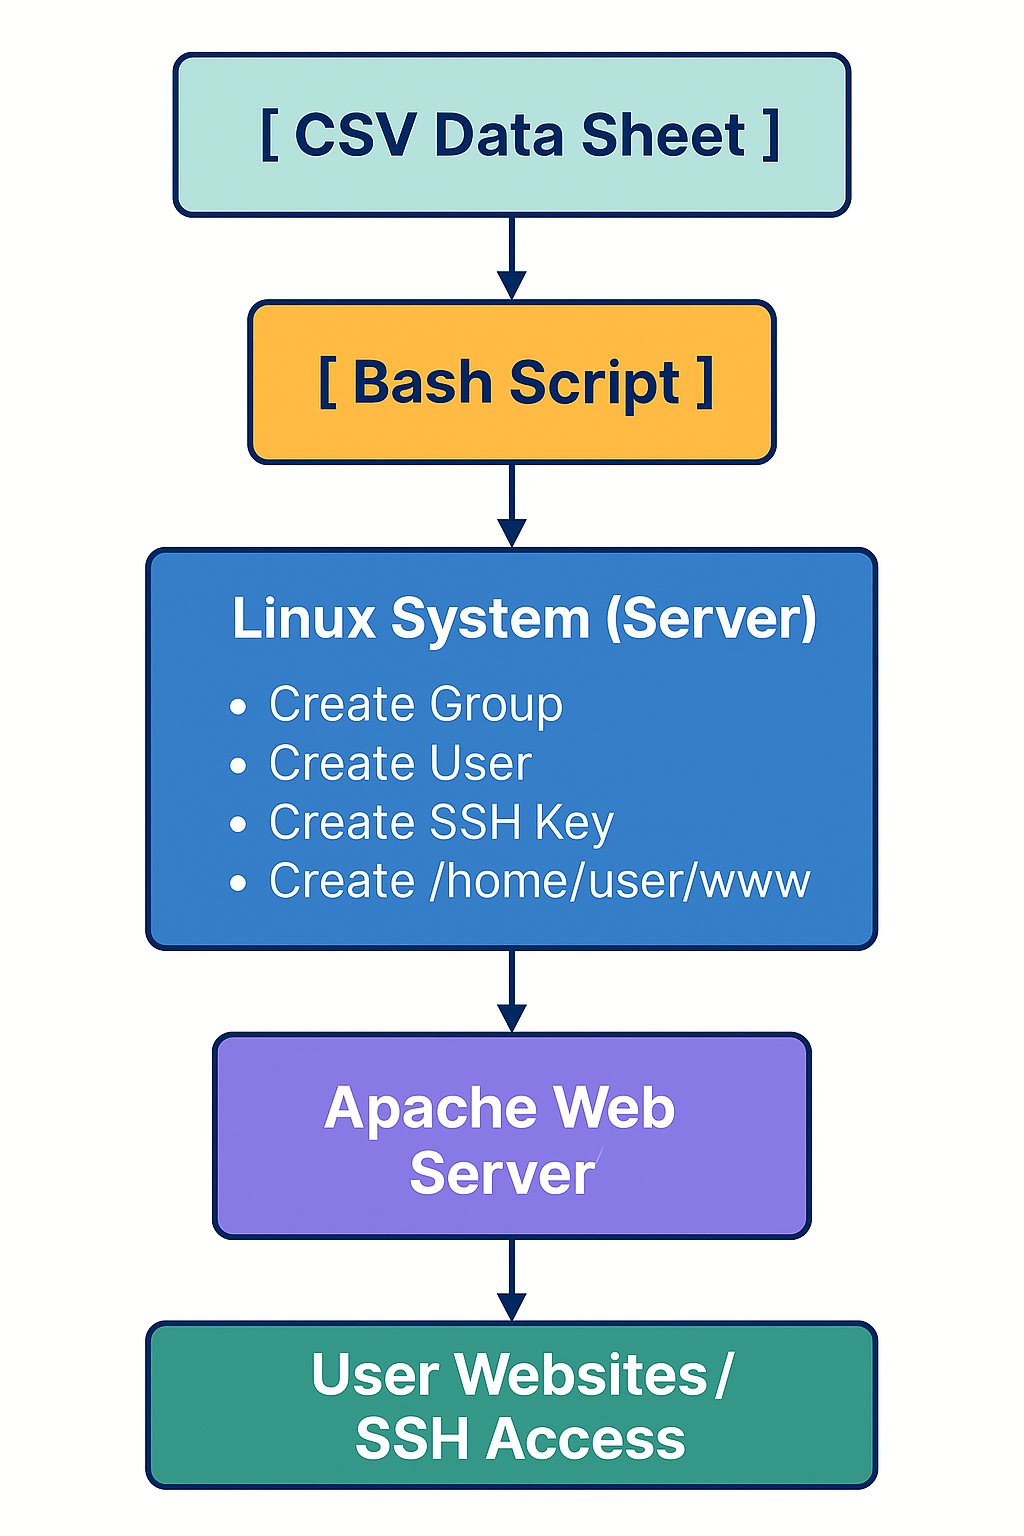 [ CSV Data Sheet ]
[ Bash Script ]
Linux System (Server)
• Create Group
• Create User
• Create SSH Key
• Create /home/user/www
Apache Web
Server
User Websites/
SSH Access